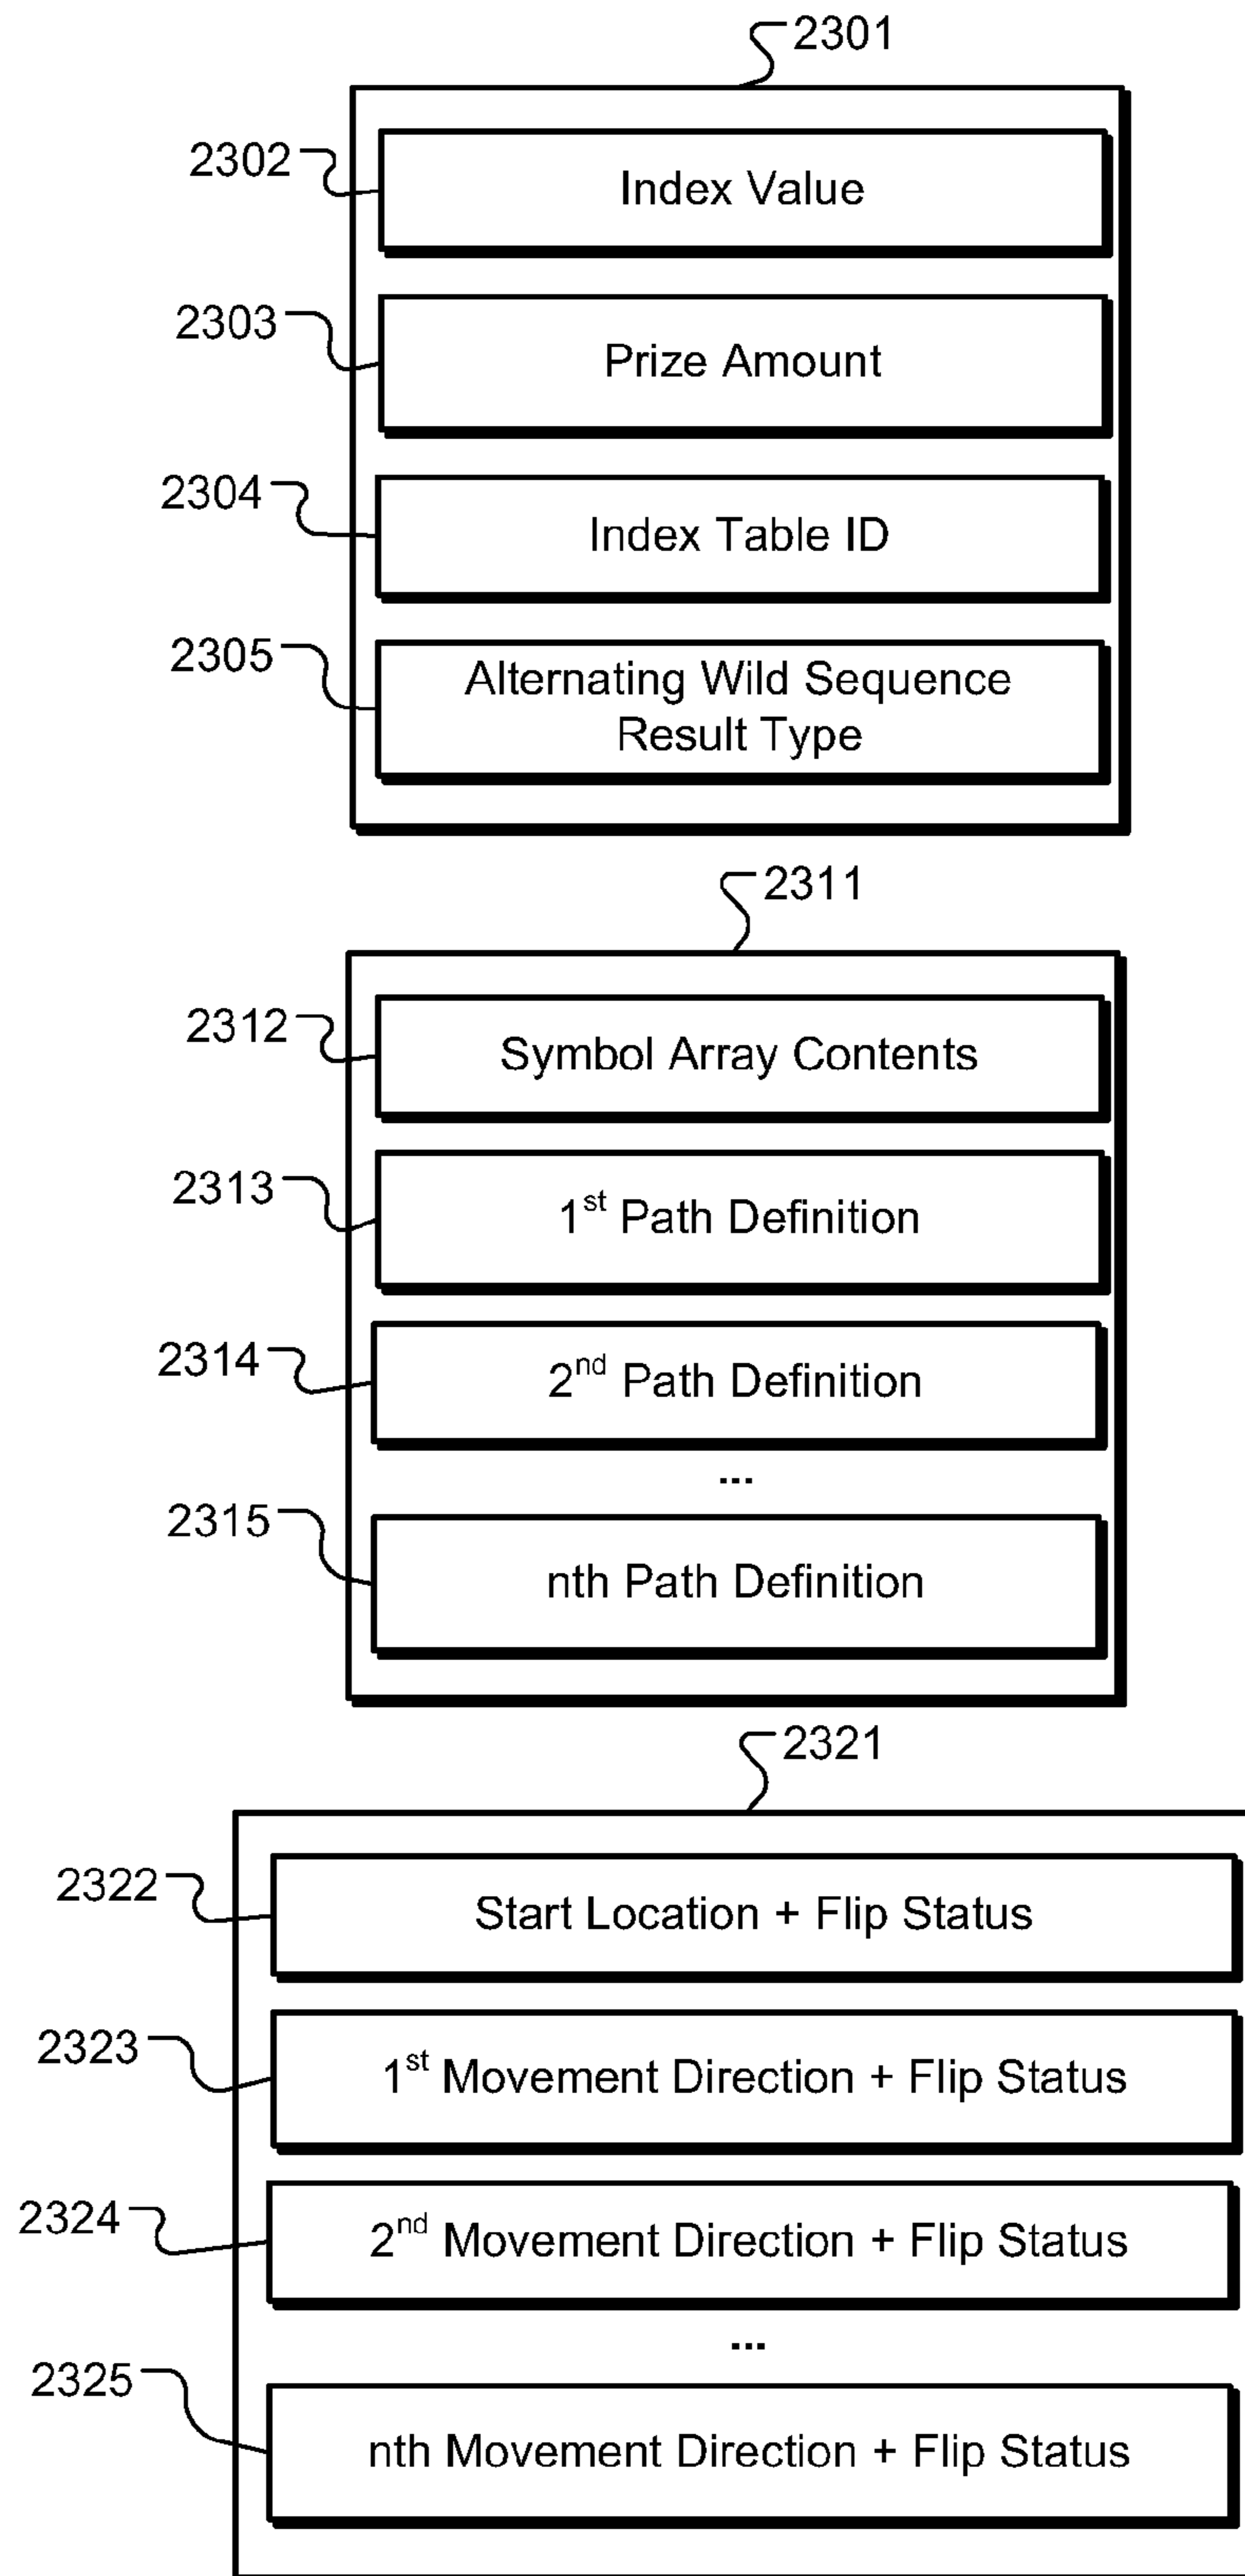 2301
2302
Index Value
2303
Prize Amount
2304
Index Table ID
2305
Alternating Wild Sequence
Result Type
2311
2312
Symbol Array Contents
2313
1st Path Definition
2314
2nd Path Definition
...
2315
nth Path Definition
2321
2322
Start Location + Flip Status
2323
1st Movement Direction + Flip Status
2324
2nd Movement Direction + Flip Status
...
2325
nth Movement Direction + Flip Status